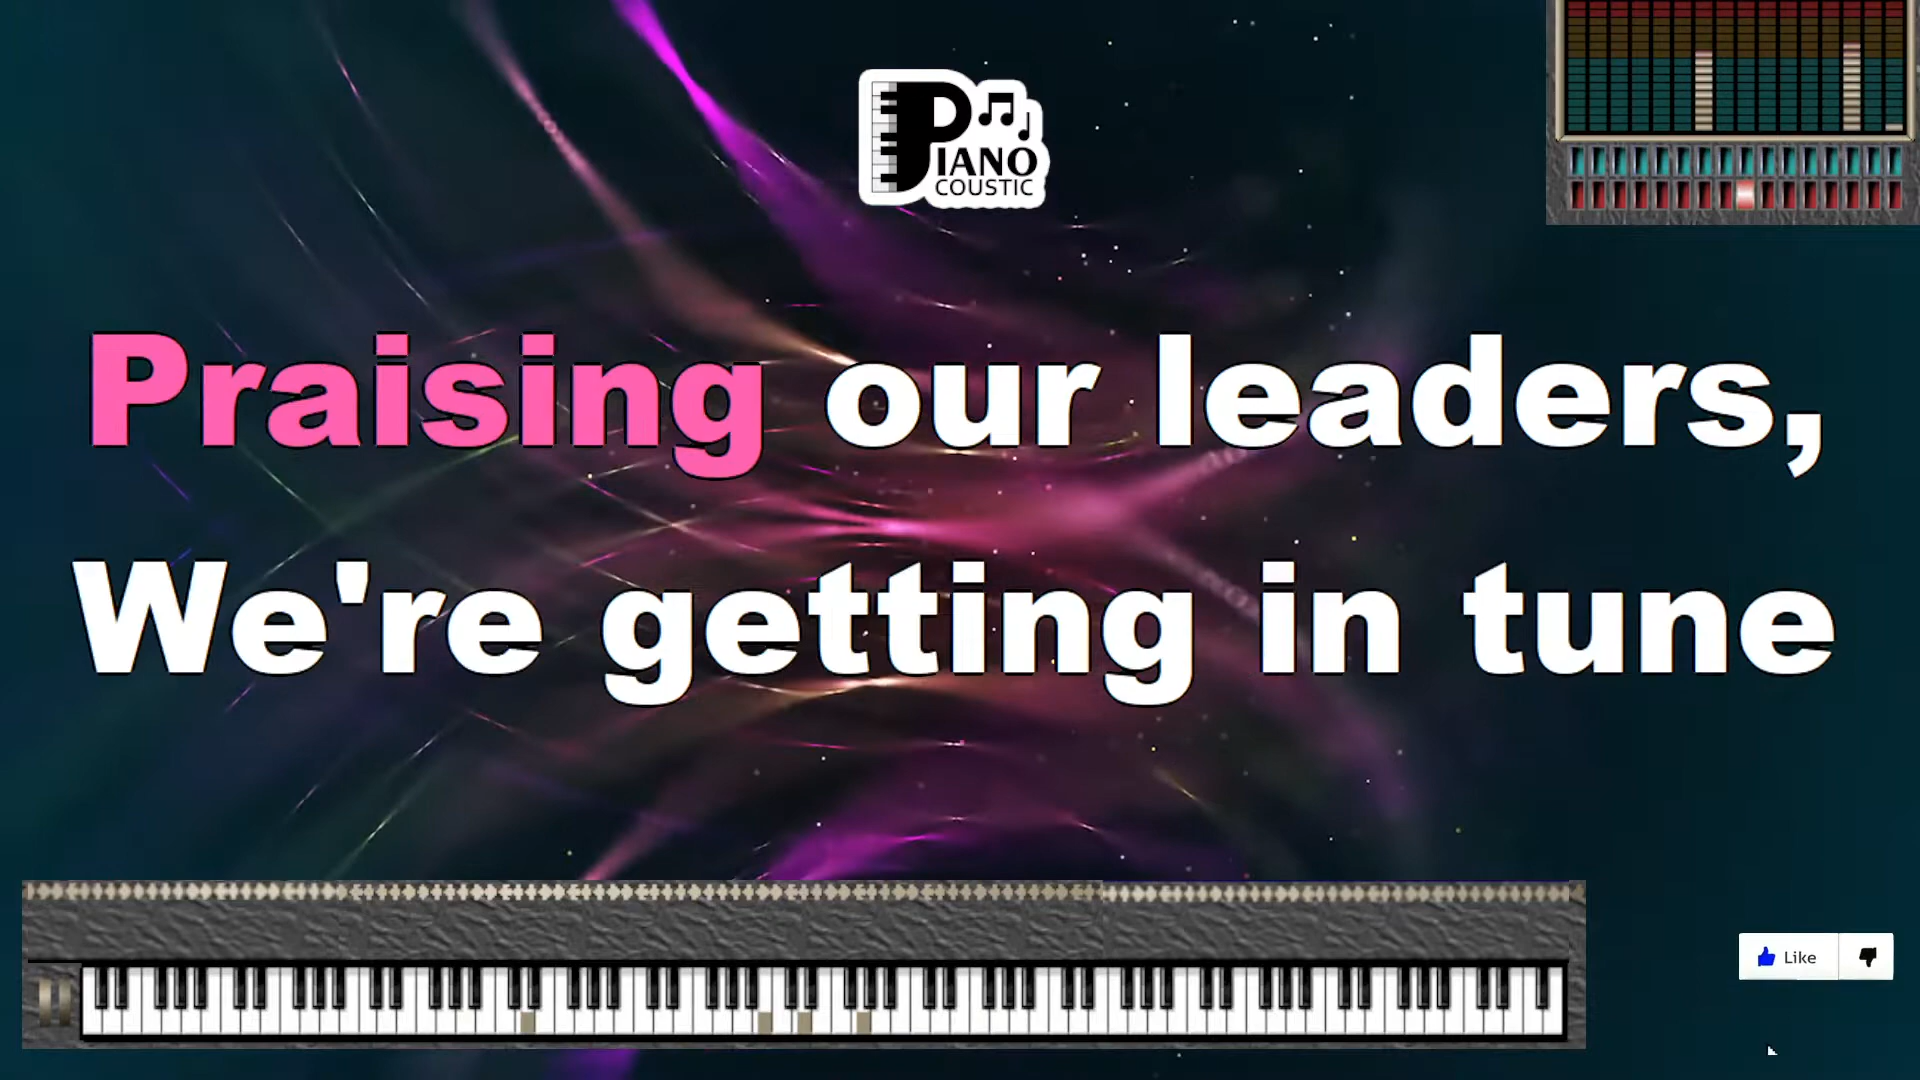 PIANO
COUSTIC
Praising our leaders,
We're getting in tune
Like